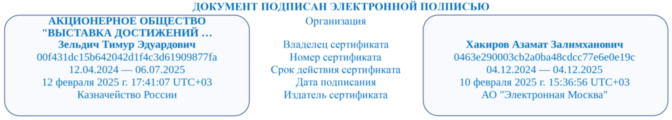 ДОКУМЕНТ ПОДПИСАН ЭЛЕКТРОННОЙ ПОДПИСЬЮ
АКЦИОНЕРНОЕ ОБЩЕСТВО
"ВЫСТАВКА ДОСТИЖЕНИЙ ...
Зельдич Тимур Эдуардович
00f431dc15b642042d1f4c3d61909877fa
12.04.2024 — 06.07.2025
12 февраля 2025 г. 17:41:07 UTC+03
Казначейство России
Организация
Владелец сертификата
Номер сертификата
Срок действия сертификата
Дата подписания
Издатель сертификата
Хакиров Азамат Залимханович
0463e290003cb2a0ba48cdcc77e6e0e19c
04.12.2024 — 04.12.2025
10 февраля 2025 г. 15:36:56 UTC+03
АО "Электронная Москва"